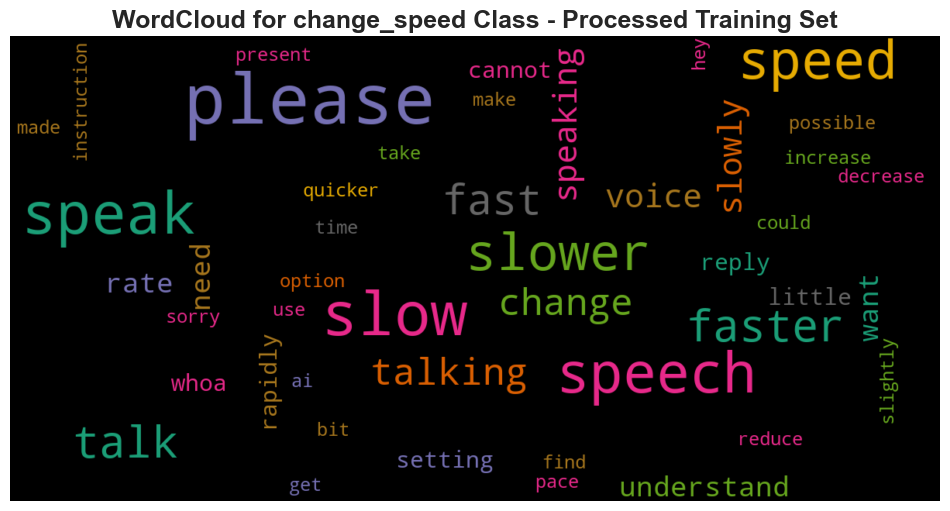 WordCloud for change_speed Class - Processed Training Set
present
hey
speed
please
cannot
speaking
instruction
make
made
slowly
possible
take
increase
decrease
quicker
fast
voice
speak
time
could
slower
need
reply
rate
option
little
want
change
use
sorry
slow
faster
rapidly
talking
speech
slightly
whoa
ai
bit
talk
reduce
setting
find
get
pace
understand